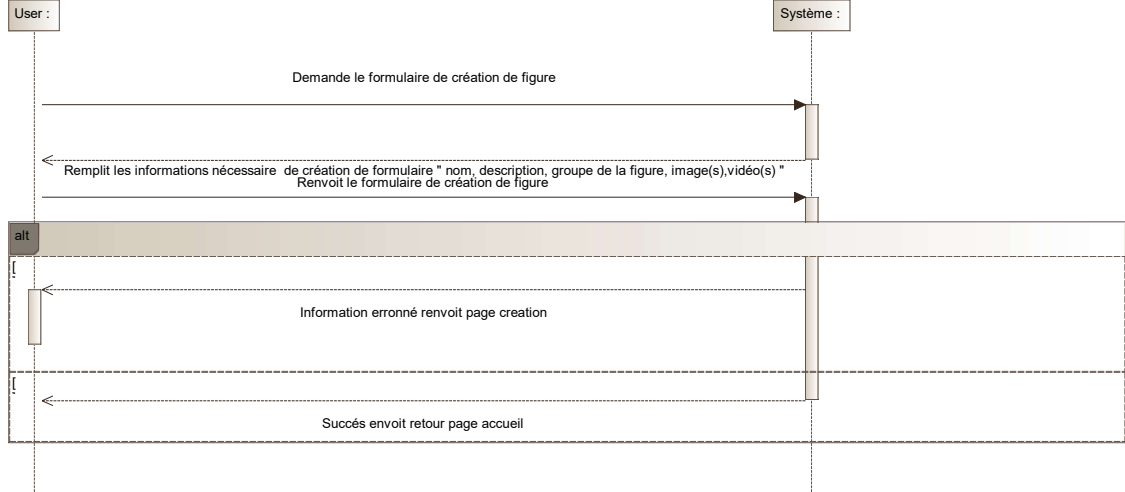 User :
Système :
Demande le formulaire de création de figure
Remplit les informations nécessaire de création de formulaire " nom, description, groupe de la figure, image(s),vidéo(s) "
Renvoit le formulaire de création de figure
alt
[
Information erronné renvoit page creation
[
Succés envoit retour page accueil